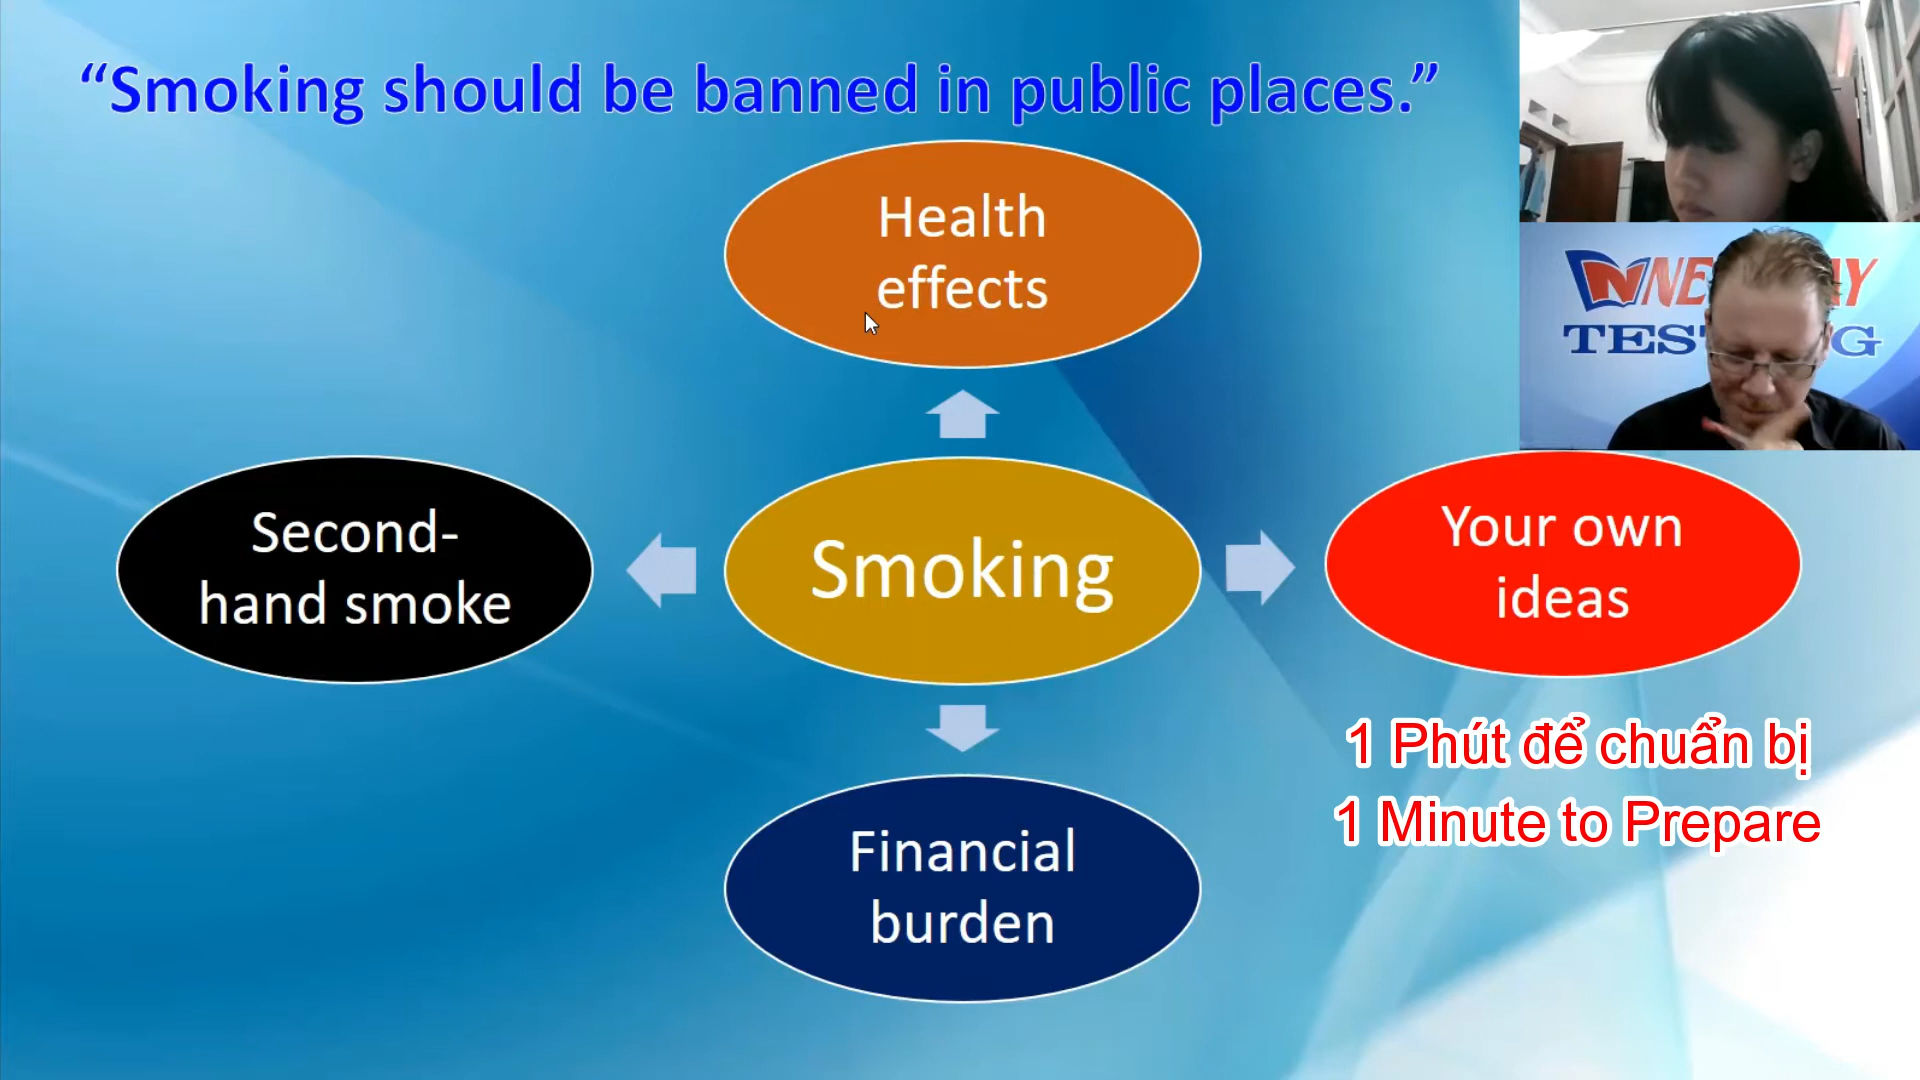 “Smoking should be banned in public places.”
Health
effects
Second-
hand smoke
Smoking
Your own
ideas
Financial
burden
1 Phút để chuẩn bị
1 Minute to Prepare